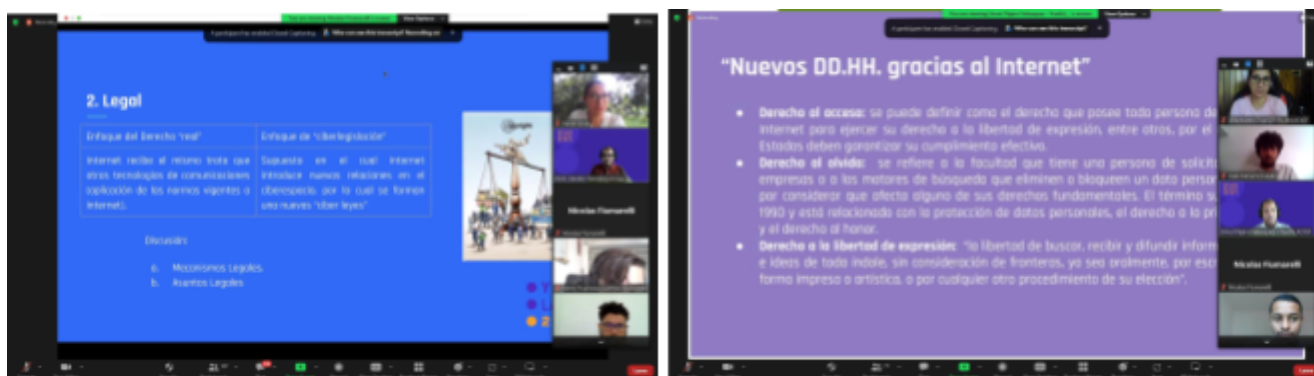 2. Legal
Enfoque del Derecho "real"
Enfoque de "ciberlegislación"
Internet recibe el mismo trato que
otras tecnologías de comunicaciones
(aplicación de las normas vigentes a
Internet).
Supuesto en el cual Internet
introduce nuevas relaciones en el
ciberespacio, por lo cual se forman
una nuevas "ciber leyes"
Discusión:
a. Mecanismos Legales.
b. Asuntos Legales
Nicolas Fiumarelli
"Nuevos DD.HH. gracias al Internet"
● Derecho al acceso: se puede definir como el derecho que posee toda persona de
Internet para ejercer su derecho a la libertad de expresión, entre otros, por el
Estados deben garantizar su cumplimiento efectivo.
● Derecho al olvido: se refiere a la facultad que tiene una persona de solicit
empresas o a los motores de búsqueda que eliminen o bloqueen un dato person
por considerar que afecta alguno de sus derechos fundamentales. El término su
1990 y está relacionado con la protección de datos personales, el derecho a la pri
y el derecho al honor.
● Derecho a la libertad de expresión: "la libertad de buscar, recibir y difundir inform
e ideas de toda índole, sin consideración de fronteras, ya sea oralmente, por esc
forma impresa o artística, o por cualquier otro procedimiento de su elección".
Nicolas Fiumarelli